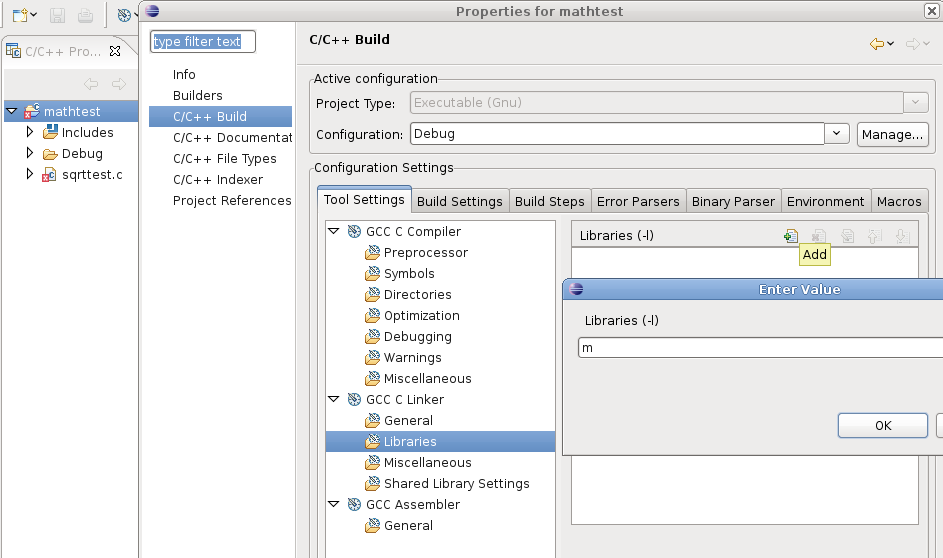 Properties for mathtest
C/C++ Pro...
mathtest
Includes
Debug
sqrttest.c
type filter text
Info
Builders
C/C++ Build
C/C++ Documentat
C/C++ File Types
C/C++ Indexer
Project References
C/C++ Build
Active configuration
Project Type: Executable (Gnu)
Configuration: Debug Manage...
Configuration Settings
Tool Settings Build Settings Build Steps Error Parsers Binary Parser Environment Macros
GCC C Compiler
Preprocessor
Symbols
Directories
Optimization
Debugging
Warnings
Miscellaneous
GCC C Linker
General
Libraries
Miscellaneous
Shared Library Settings
GCC Assembler
General
Libraries (-l)
Add
Enter Value
Libraries (-l)
m
OK